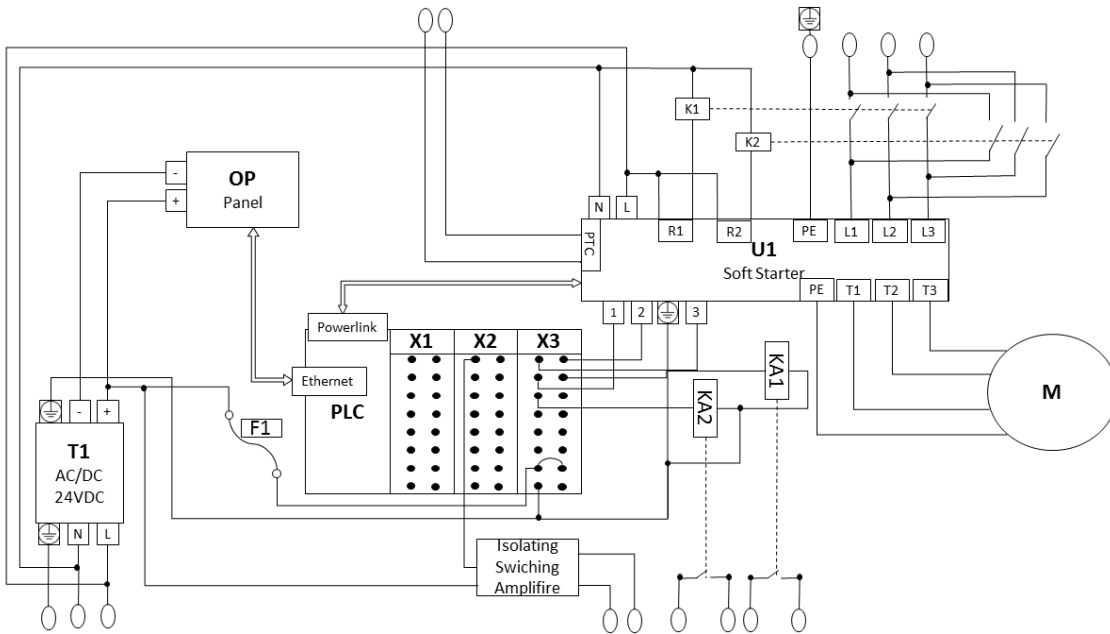 K1
K2
-
OP
+
Panel
N
L
PTC
R1
R2
PE
L1
L2
L3
U1
Soft Starter
PE
T1
T2
T3
1
2
3
Powerlink
X1
X2
X3
Ethernet
PLC
KA1
KA2
M
-
+
F1
T1
AC/DC
24VDC
N
L
Isolating
Swiching
Amplifire